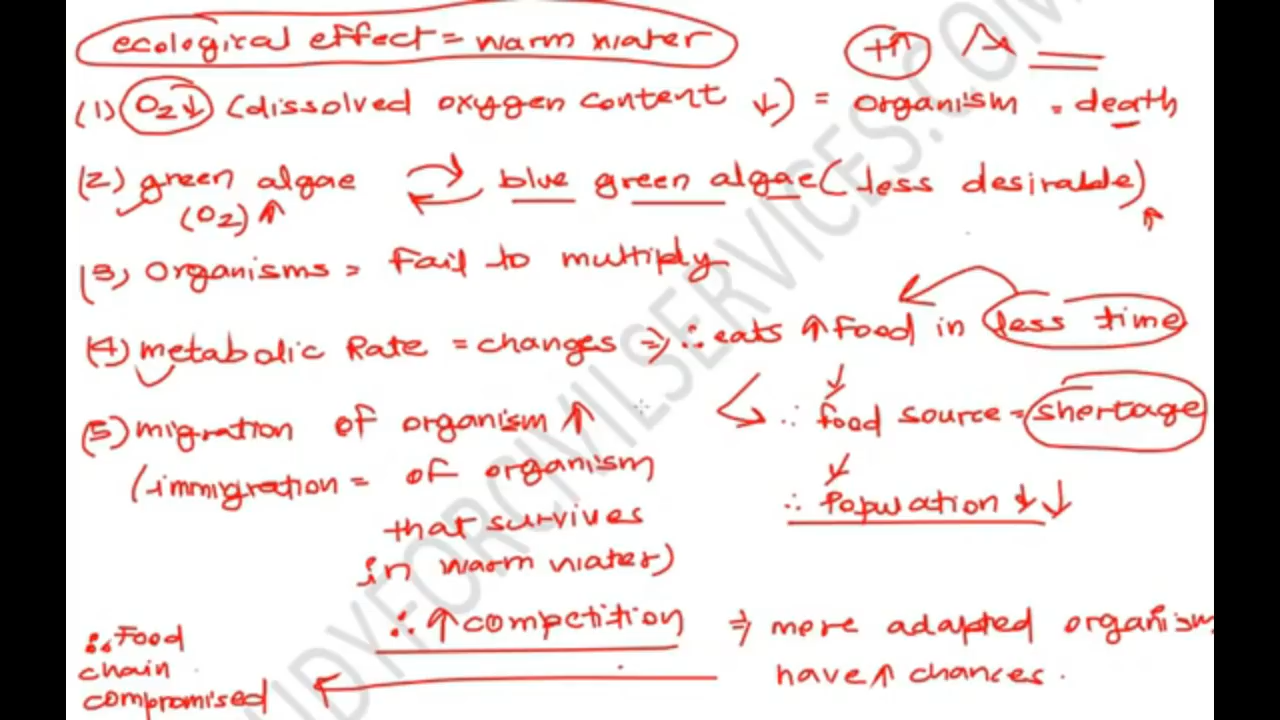 ecological effect = warm water ↑↑
(1) O2↓ (dissolved oxygen content ↓) = organism = death
(2) green algae ⇄ blue green algae (less desirable) ↑
(O2) ↑
(3) organisms = fail to multiply
(4) metabolic Rate = changes ⇒ ∴ eats ↑ food in less time
∴ food source = shortage
∴ Population ↓ ↓
(5) migration of organism ↑
(immigration = of organism
that survives
in warm water)
∴ ↑ competition ⇒ more adapted organism
have ↑ chances.
∴ Food
chain
compromised
STUDYFORCIVILSERVICES.COM